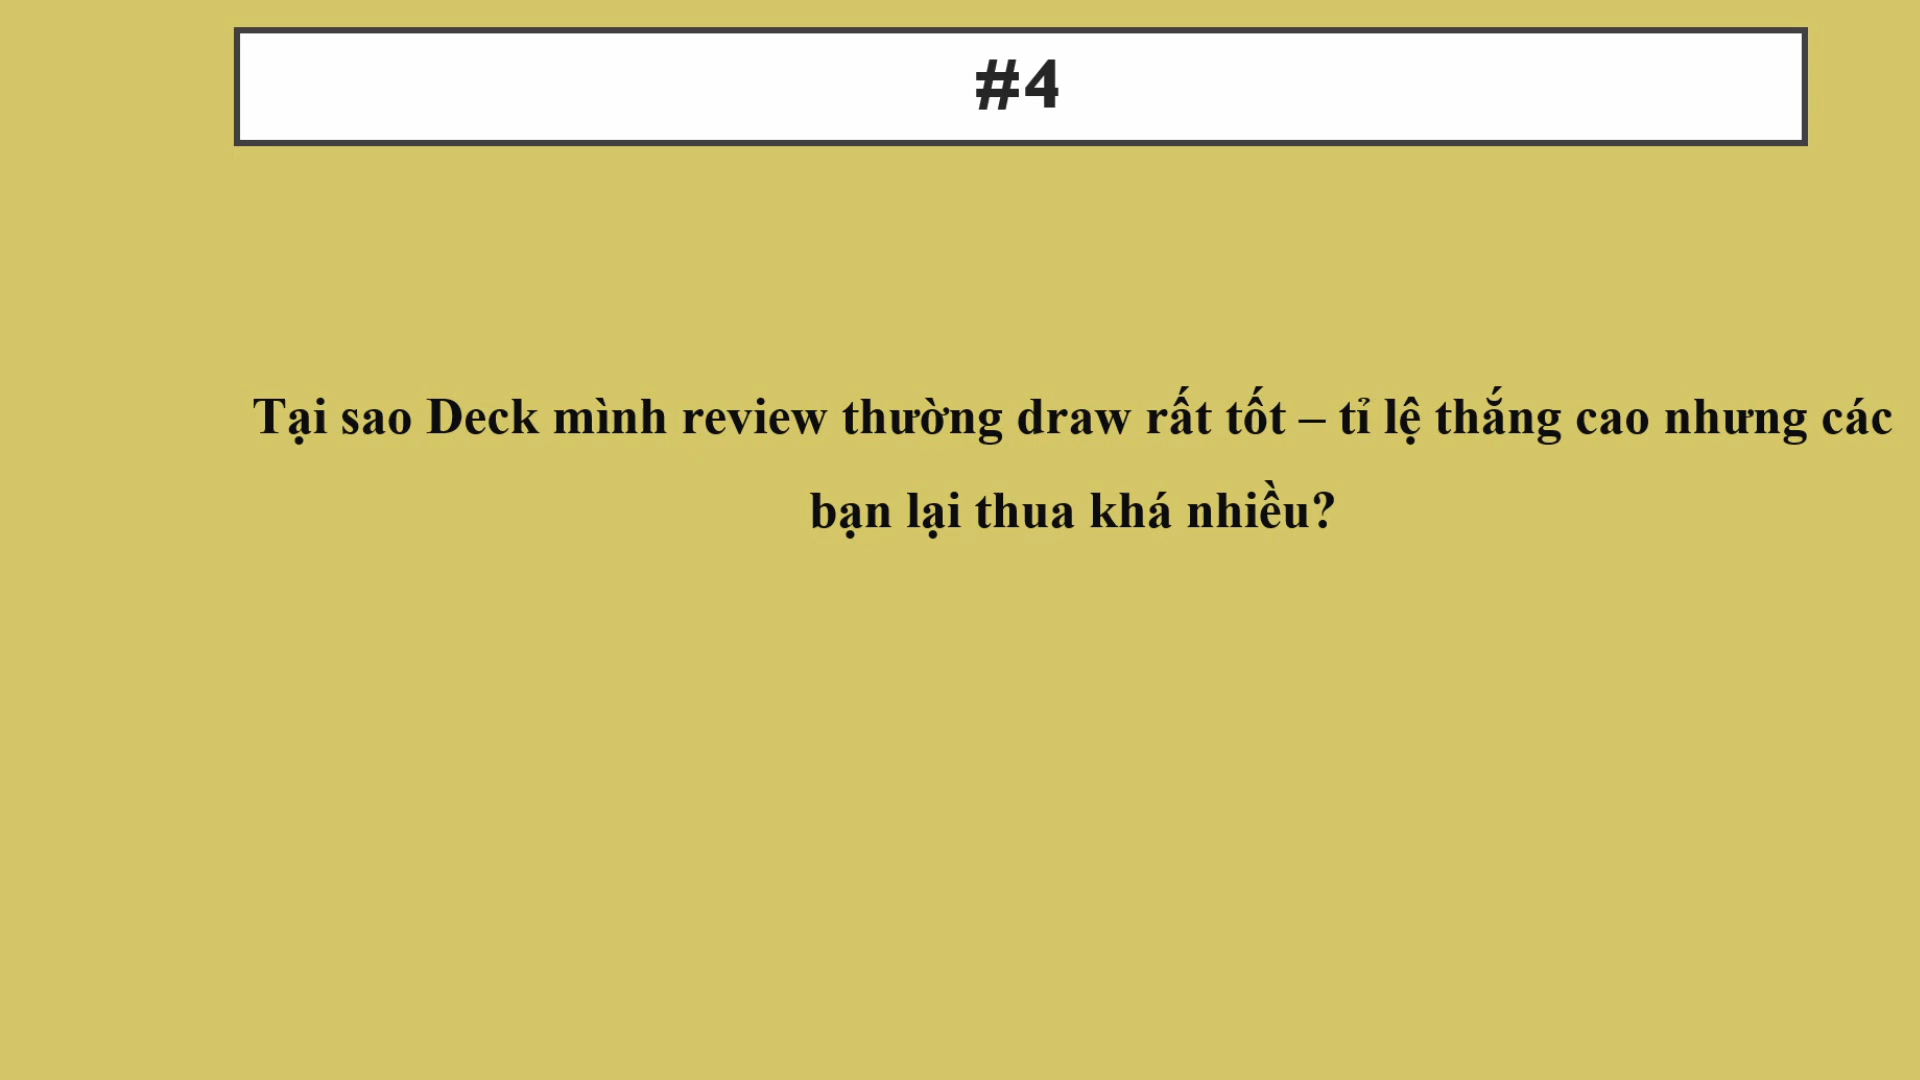 #4
Tại sao Deck mình review thường draw rất tốt – tỉ lệ thắng cao nhưng các
bạn lại thua khá nhiều?